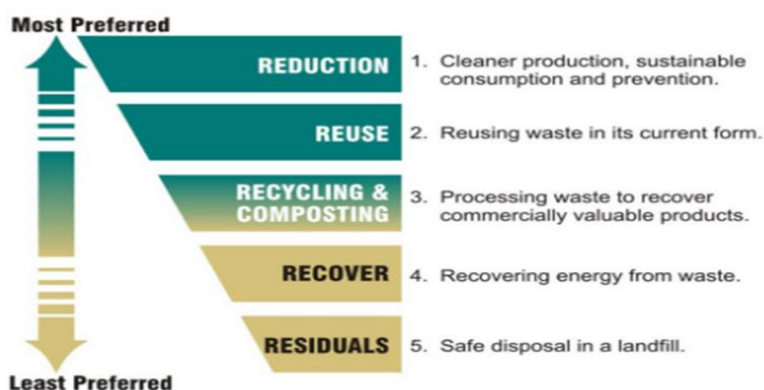 Most Preferred
REDUCTION
1. Cleaner production, sustainable
consumption and prevention.
REUSE
2. Reusing waste in its current form.
RECYCLING &
COMPOSTING
3. Processing waste to recover
commercially valuable products.
RECOVER
4. Recovering energy from waste.
RESIDUALS
5. Safe disposal in a landfill.
Least Preferred